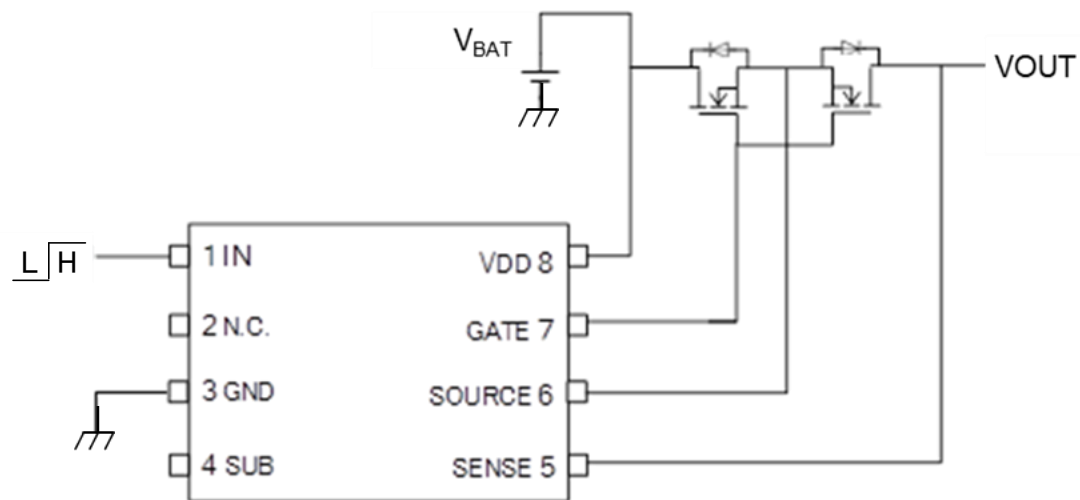 VBAT
VOUT
L H
1 IN
VDD 8
2 N.C.
GATE 7
3 GND
SOURCE 6
4 SUB
SENSE 5